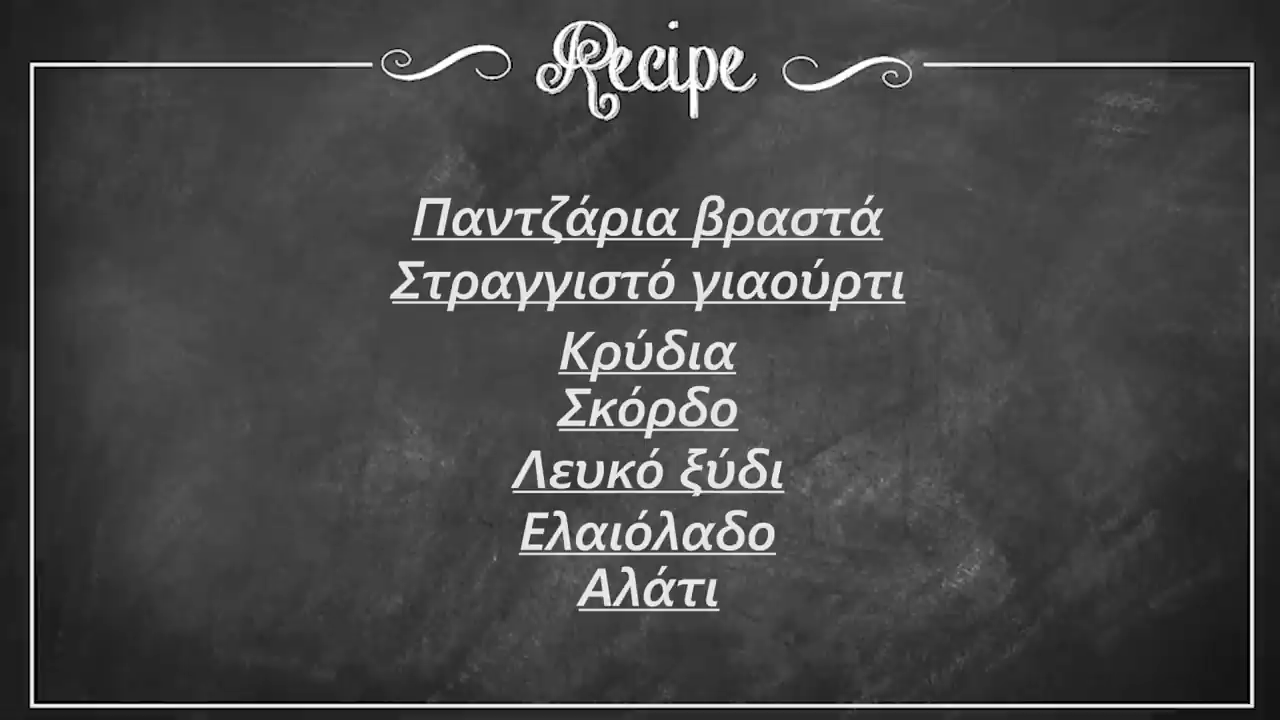 Recipe
Παντζάρια βραστά
Στραγγιστό γιαούρτι
Κρύδια
Σκόρδο
Λευκό ξύδι
Ελαιόλαδο
Αλάτι